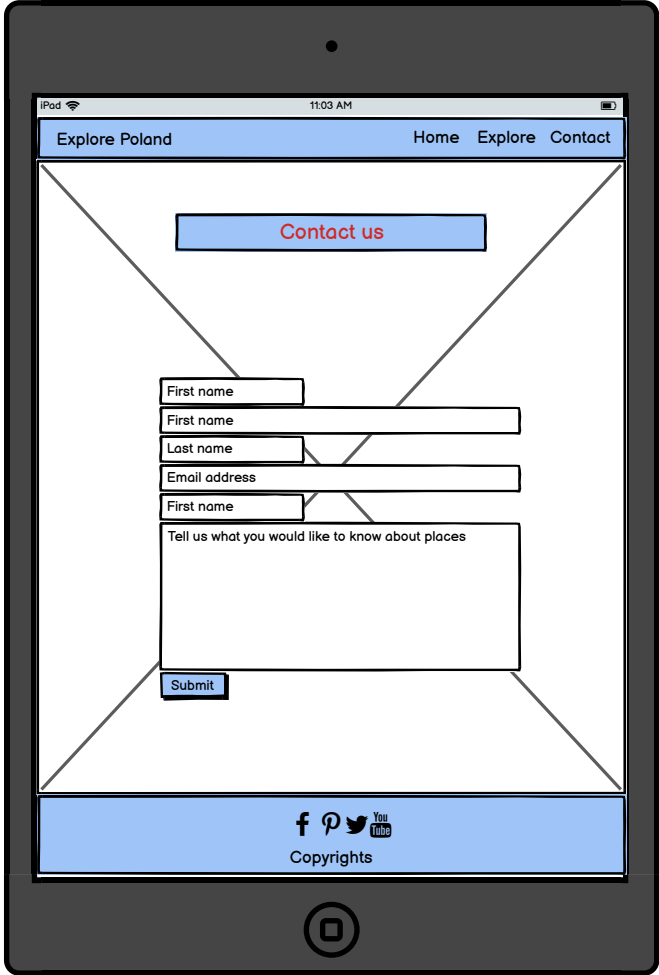 iPad 11:03 AM
Explore Poland Home Explore Contact
Contact us
First name
First name
Last name
Email address
First name
Tell us what you would like to know about places
Submit
You
Tube
Copyrights